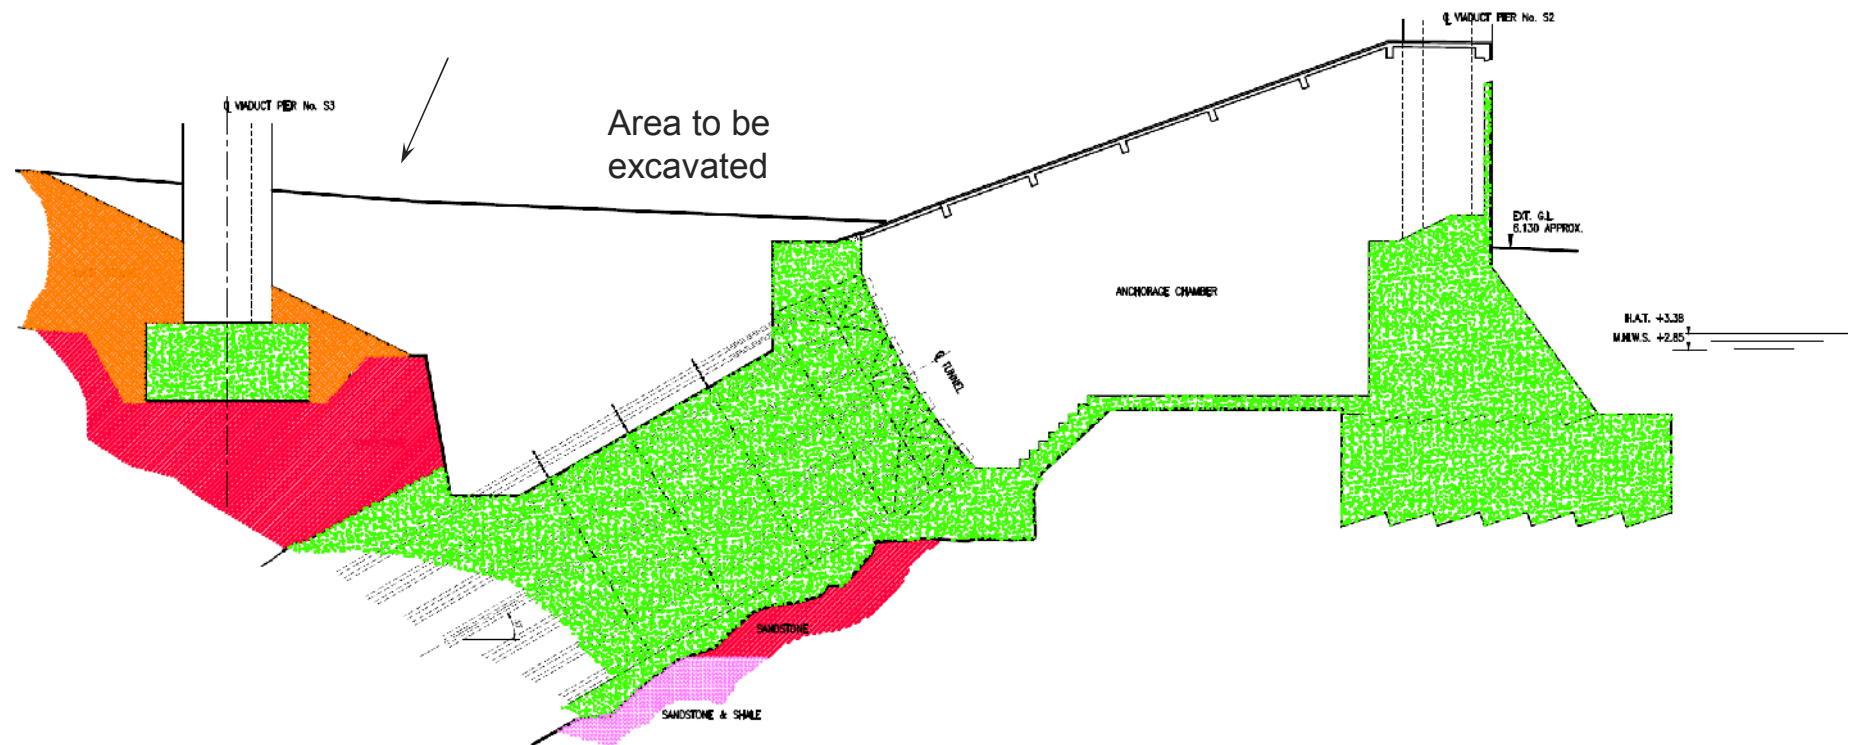 ℄ VIADUCT PIER No. S2
℄ VIADUCT PIER No. S3
Area to be
excavated
EXT. G.L
6.130 APPROX.
ANCHORAGE CHAMBER
H.A.T. +3.38
M.H.W.S. +2.85
℄ TUNNEL
SANDSTONE
SANDSTONE & SHALE